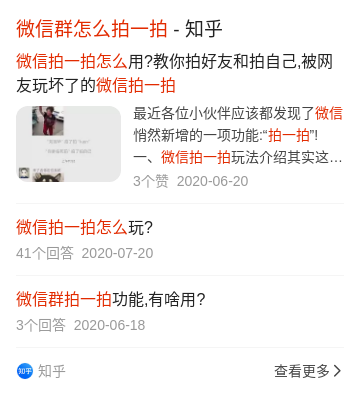 微信群怎么拍一拍 - 知乎
微信拍一拍怎么用?教你拍好友和拍自己,被网
友玩坏了的微信拍一拍
最近各位小伙伴应该都发现了微信
悄然新增的一项功能:“拍一拍”!
一、微信拍一拍玩法介绍其实这…
3个赞 2020-06-20
微信拍一拍怎么玩?
41个回答 2020-07-20
微信群拍一拍功能,有啥用?
3个回答 2020-06-18
知乎 知乎
查看更多